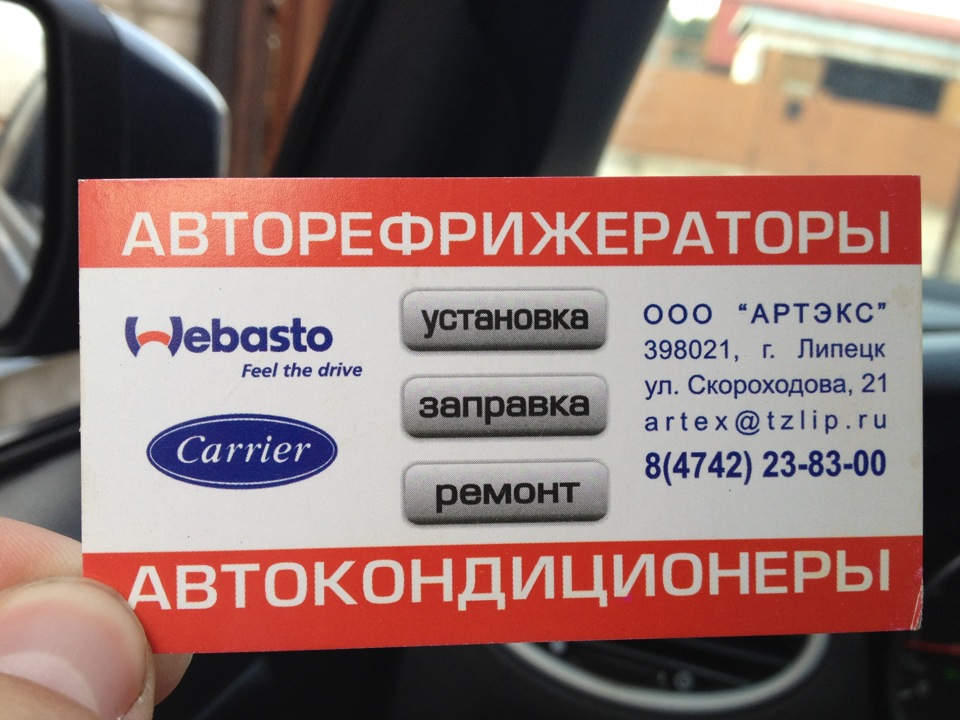 АВТОРЕФРИЖЕРАТОРЫ
Webasto
Feel the drive
Carrier
установка
заправка
ремонт
ООО "АРТЭКС"
398021, г. Липецк
ул. Скороходова, 21
artex@tzlip.ru
8(4742) 23-83-00
АВТОКОНДИЦИОНЕРЫ